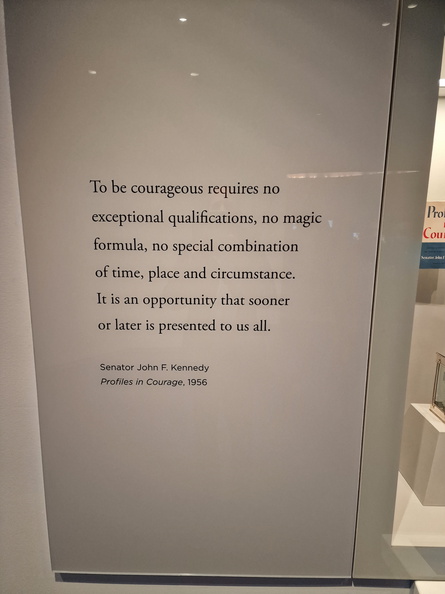 To be courageous requires no
exceptional qualifications, no magic
formula, no special combination
of time, place and circumstance.
It is an opportunity that sooner
or later is presented to us all.
Senator John F. Kennedy
Profiles in Courage, 1956